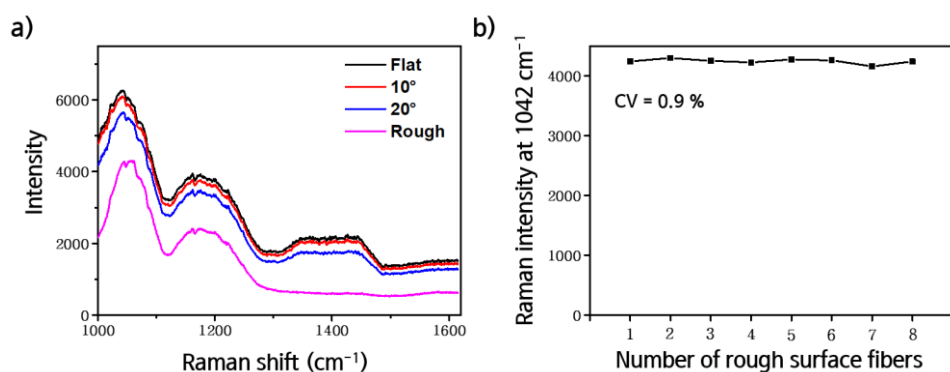 a)
Intensity
6000
4000
2000
0
Flat
10°
20°
Rough
1000
1200
1400
1600
Raman shift (cm⁻¹)
b)
Raman intensity at 1042 cm⁻¹
4000
3000
2000
1000
0
CV = 0.9 %
1 2 3 4 5 6 7 8
Number of rough surface fibers